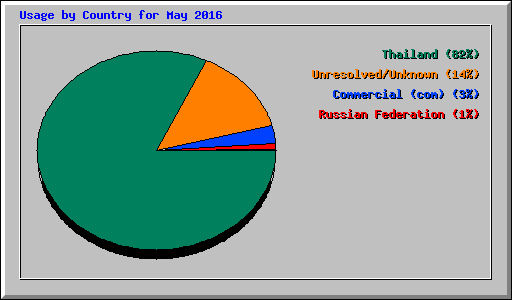 Usage by Country for May 2016
Thailand (82%)
Unresolved/Unknown (14%)
Commercial (com) (3%)
Russian Federation (1%)